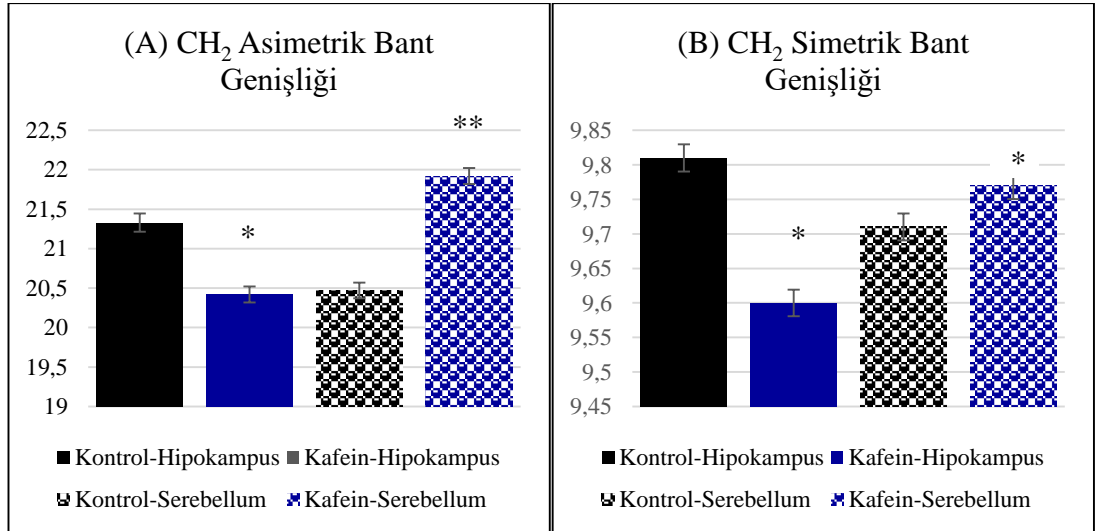 (A) CH₂ Asimetrik Bant
Genişliği
22,5
22
21,5
21
20,5
20
19,5
19
**
*
Kontrol-Hipokampus
Kafein-Hipokampus
Kontrol-Serebellum
Kafein-Serebellum
(B) CH₂ Simetrik Bant
Genişliği
9,85
9,8
9,75
9,7
9,65
9,6
9,55
9,5
9,45
*
*
Kontrol-Hipokampus
Kafein-Hipokampus
Kontrol-Serebellum
Kafein-Serebellum